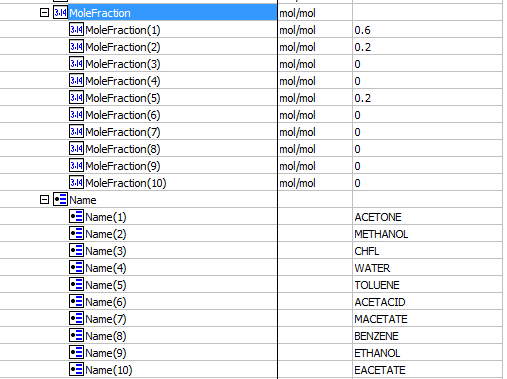 MoleFraction mol/mol
MoleFraction(1) mol/mol 0.6
MoleFraction(2) mol/mol 0.2
MoleFraction(3) mol/mol 0
MoleFraction(4) mol/mol 0
MoleFraction(5) mol/mol 0.2
MoleFraction(6) mol/mol 0
MoleFraction(7) mol/mol 0
MoleFraction(8) mol/mol 0
MoleFraction(9) mol/mol 0
MoleFraction(10) mol/mol 0
Name
Name(1) ACETONE
Name(2) METHANOL
Name(3) CHFL
Name(4) WATER
Name(5) TOLUENE
Name(6) ACETACID
Name(7) MACETATE
Name(8) BENZENE
Name(9) ETHANOL
Name(10) EACETATE